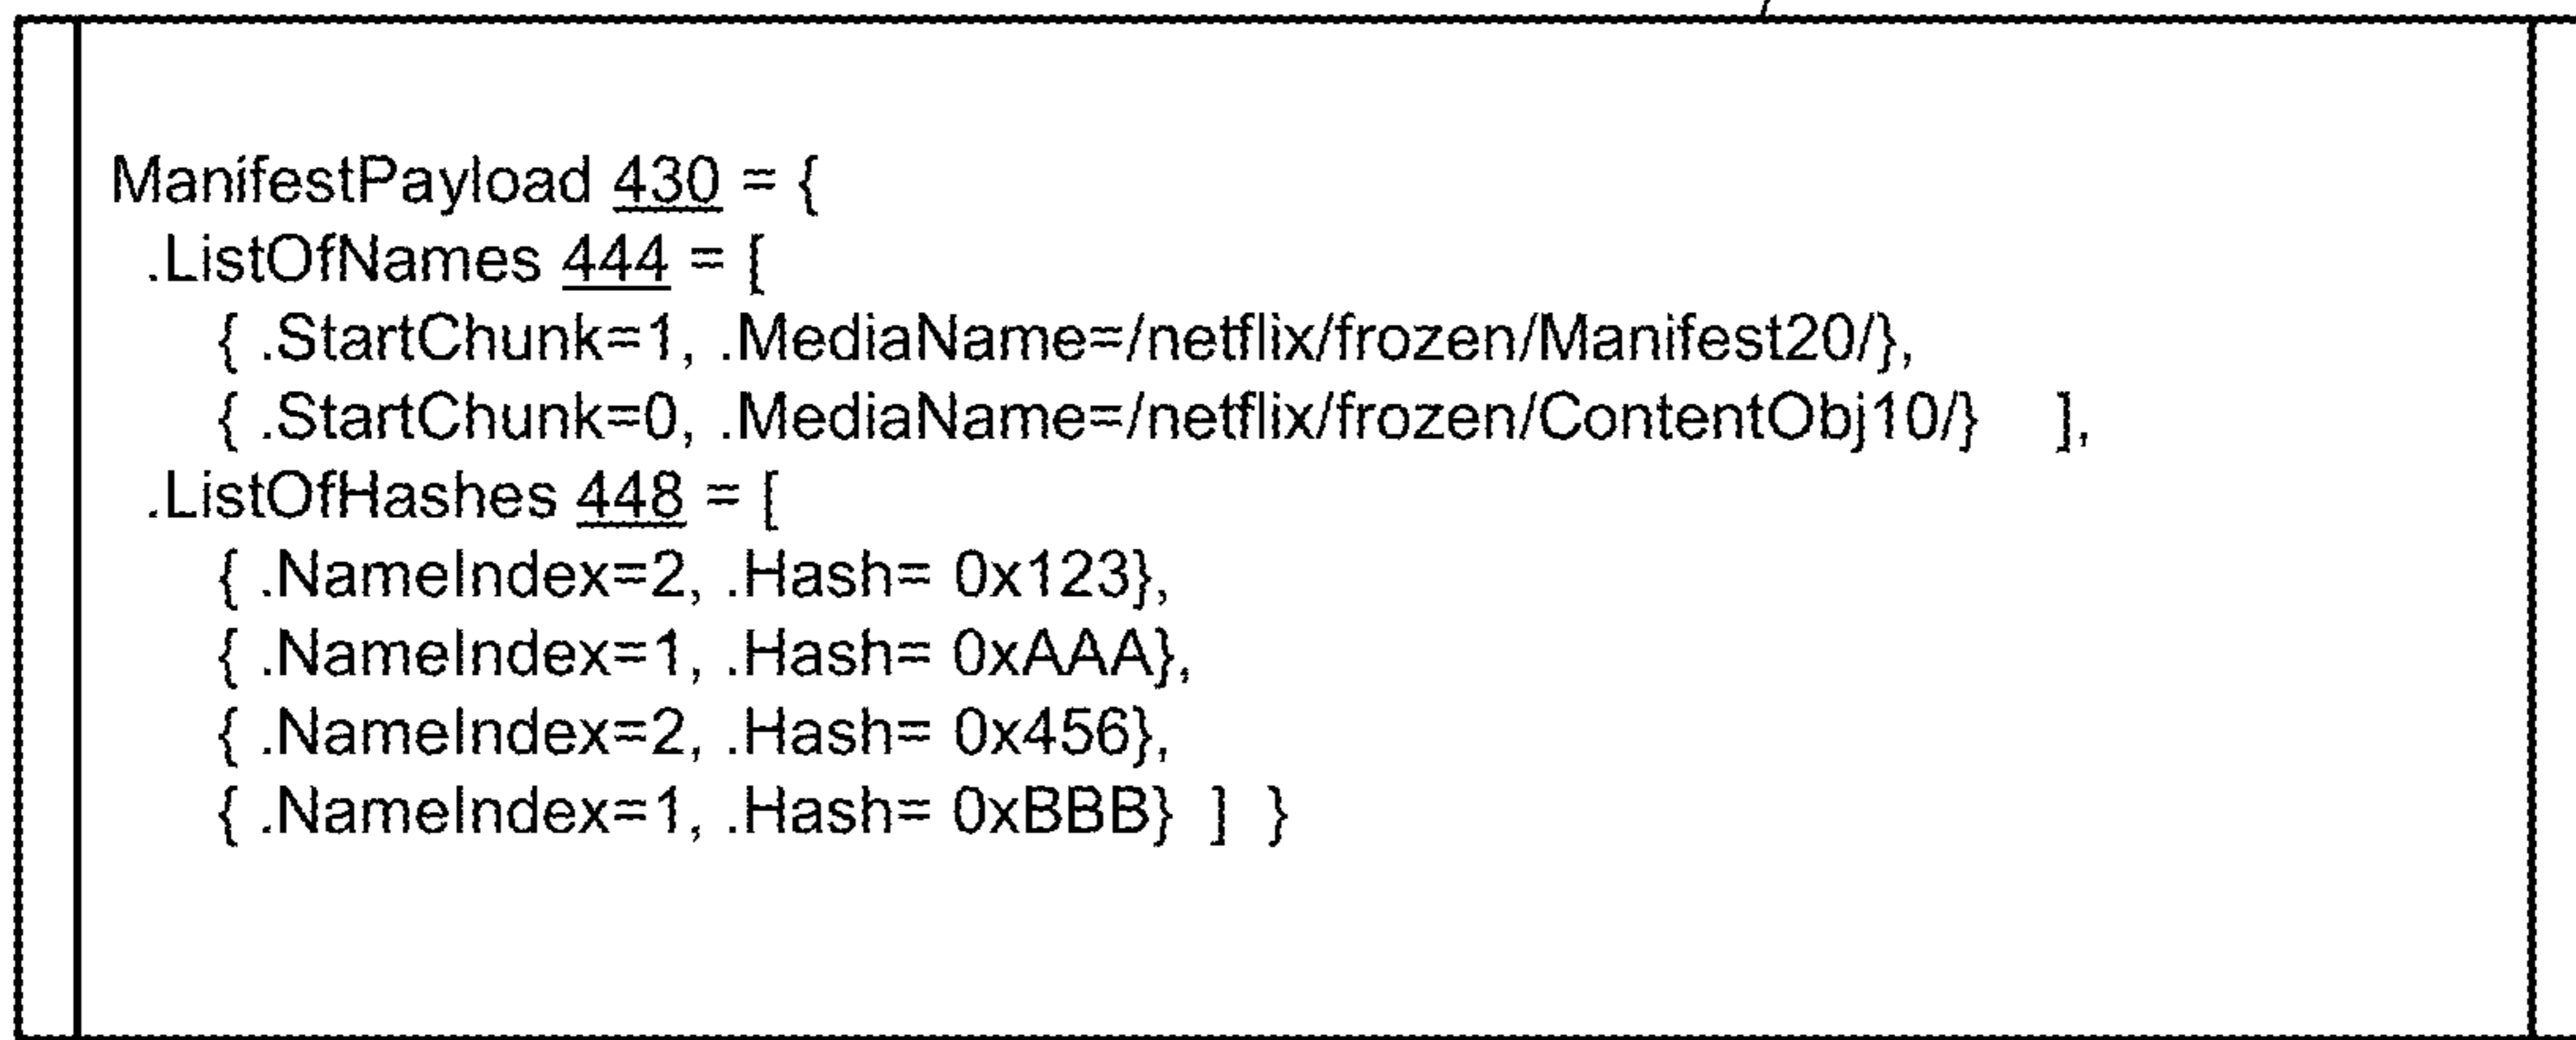 ManifestPayload 430 = {
.ListOfNames 444 = [
{ .StartChunk=1, .MediaName=/netflix/frozen/Manifest20/},
{ .StartChunk=0, .MediaName=/netflix/frozen/ContentObj10/} ],
.ListOfHashes 448 = [
{ .NameIndex=2, .Hash= 0x123},
{ .NameIndex=1, .Hash= 0xAAA},
{ .NameIndex=2, .Hash= 0x456},
{ .NameIndex=1, .Hash= 0xBBB} ] }